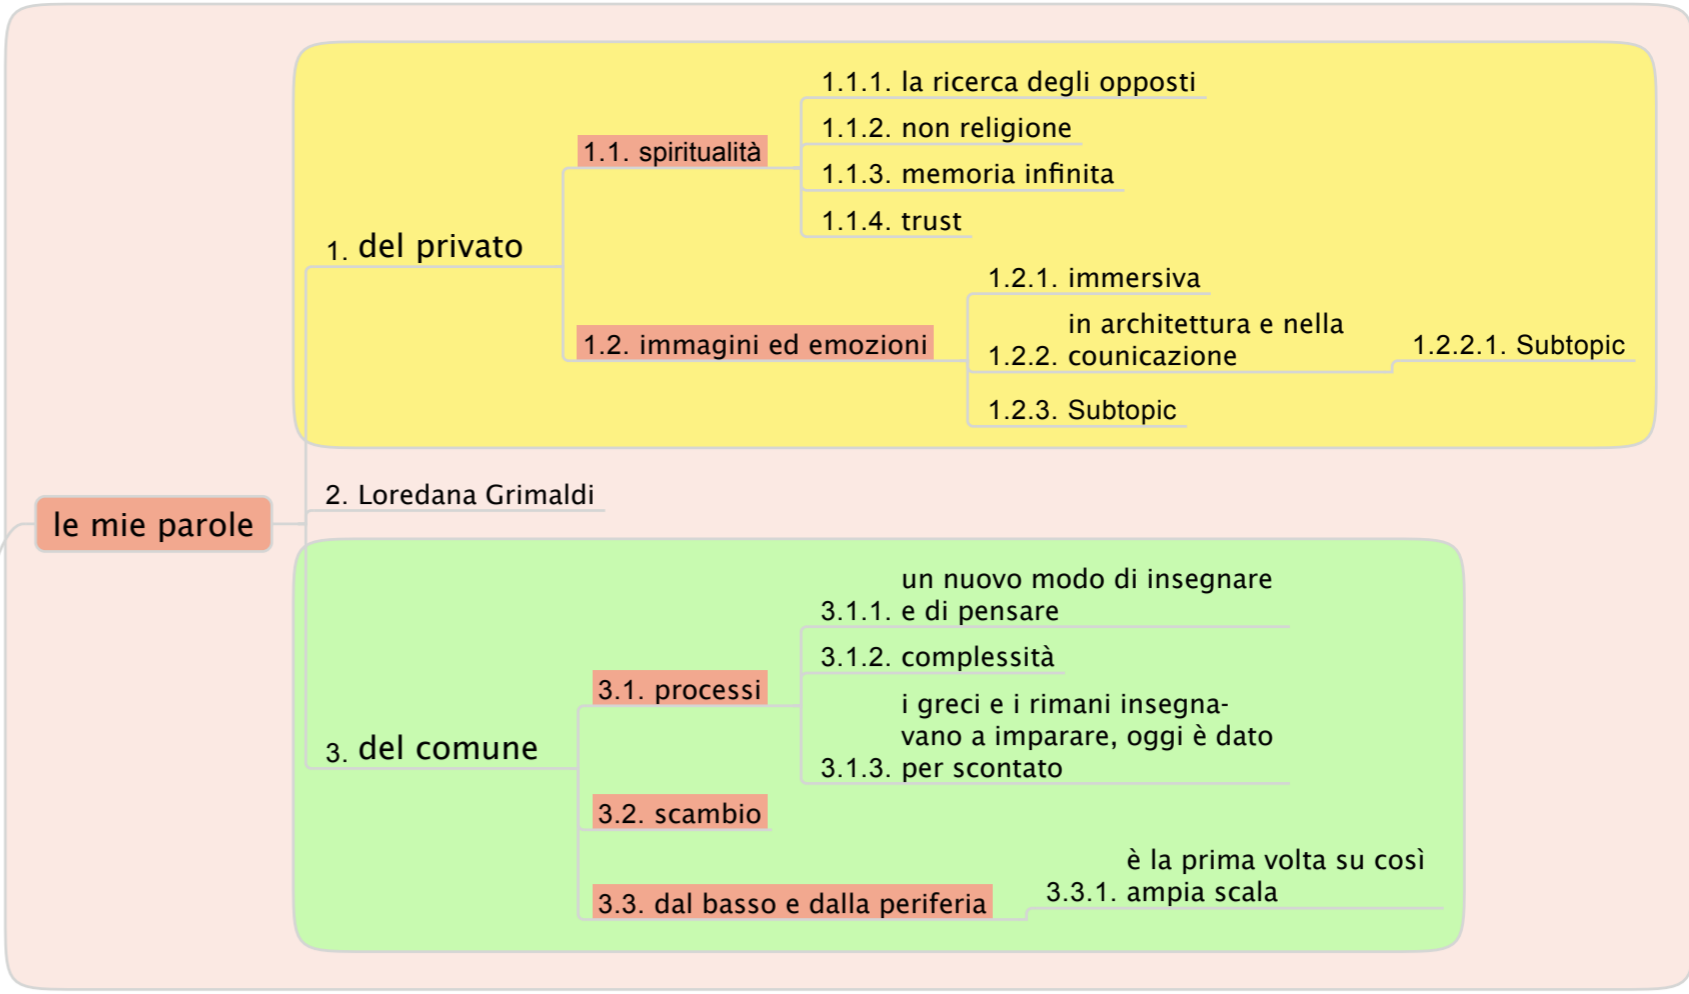 le mie parole
1. del privato
1.1. spiritualità
1.1.1. la ricerca degli opposti
1.1.2. non religione
1.1.3. memoria infinita
1.1.4. trust
1.2. immagini ed emozioni
1.2.1. immersiva
in architettura e nella
1.2.2. counicazione
1.2.2.1. Subtopic
1.2.3. Subtopic
2. Loredana Grimaldi
3. del comune
3.1. processi
un nuovo modo di insegnare
3.1.1. e di pensare
3.1.2. complessità
i greci e i rimani insegna-
vano a imparare, oggi è dato
3.1.3. per scontato
3.2. scambio
3.3. dal basso e dalla periferia
è la prima volta su così
3.3.1. ampia scala